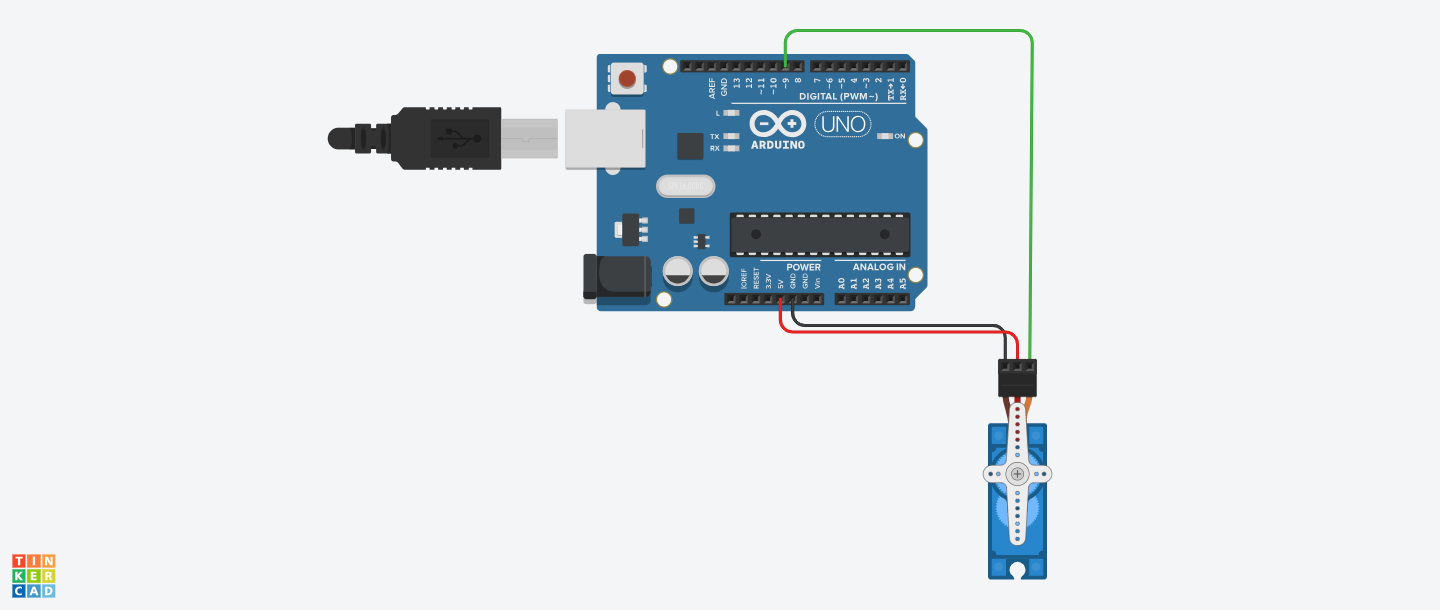 AREF
GND
13
12
~11
~10
~9
8
7
~6
~5
4
~3
2
TX→1
RX←0
DIGITAL (PWM~)
L
TX
RX
UNO
ON
ARDUINO
POWER
ANALOG IN
IOREF
RESET
3.3V
5V
GND
GND
Vin
A0
A1
A2
A3
A4
A5
TIN
KER
CAD